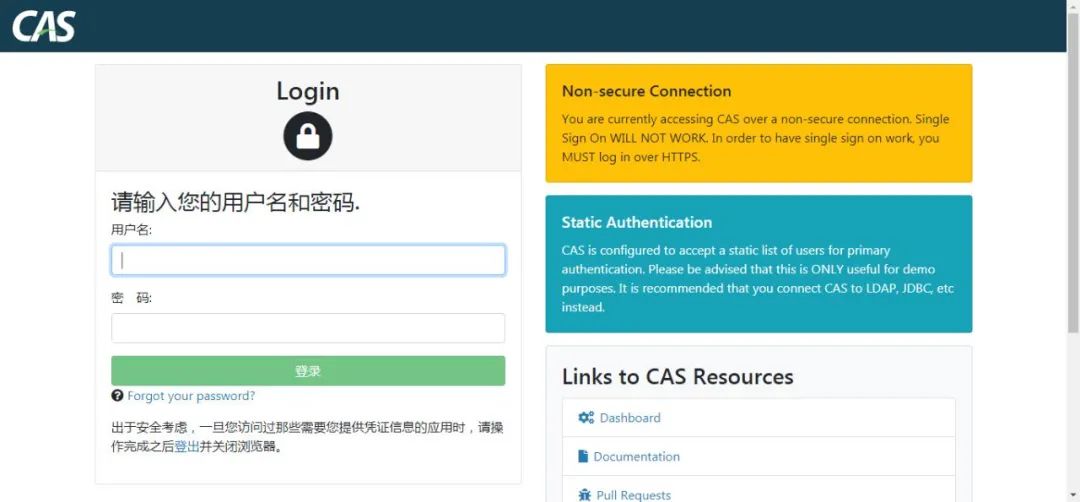 CAS
Login
请输入您的用户名和密码.
用户名:
密　码:
登录
Forgot your password?
出于安全考虑，一旦您访问过那些需要您提供凭证信息的应用时，请操
作完成之后登出并关闭浏览器。
Non-secure Connection
You are currently accessing CAS over a non-secure connection. Single
Sign On WILL NOT WORK. In order to have single sign on work, you
MUST log in over HTTPS.
Static Authentication
CAS is configured to accept a static list of users for primary
authentication. Please be advised that this is ONLY useful for demo
purposes. It is recommended that you connect CAS to LDAP, JDBC, etc
instead.
Links to CAS Resources
Dashboard
Documentation
Pull Requests